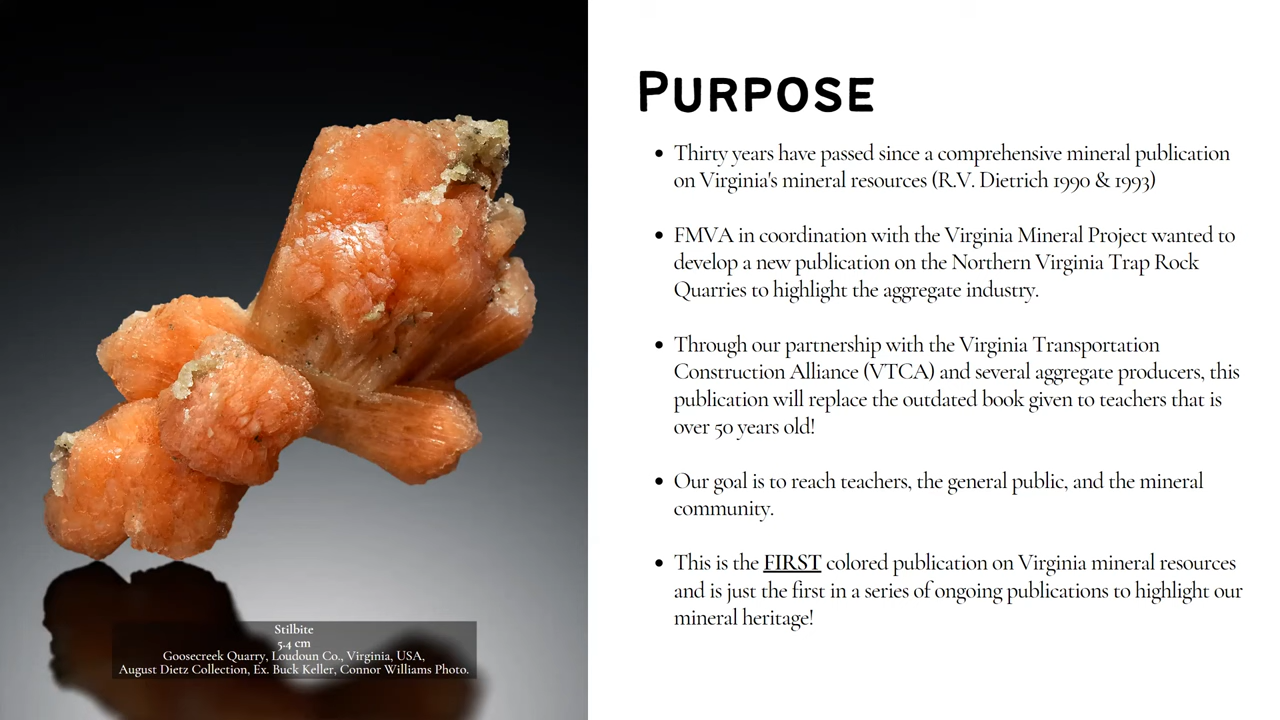 Purpose
Thirty years have passed since a comprehensive mineral publication
on Virginia's mineral resources (R.V. Dietrich 1990 & 1993)
FMVA in coordination with the Virginia Mineral Project wanted to
develop a new publication on the Northern Virginia Trap Rock
Quarries to highlight the aggregate industry.
Through our partnership with the Virginia Transportation
Construction Alliance (VTCA) and several aggregate producers, this
publication will replace the outdated book given to teachers that is
over 50 years old!
Our goal is to reach teachers, the general public, and the mineral
community.
This is the FIRST colored publication on Virginia mineral resources
and is just the first in a series of ongoing publications to highlight our
mineral heritage!
Stilbite
5.4 cm
Goosecreek Quarry, Loudoun Co., Virginia, USA,
August Dietz Collection, Ex. Buck Keller, Connor Williams Photo.